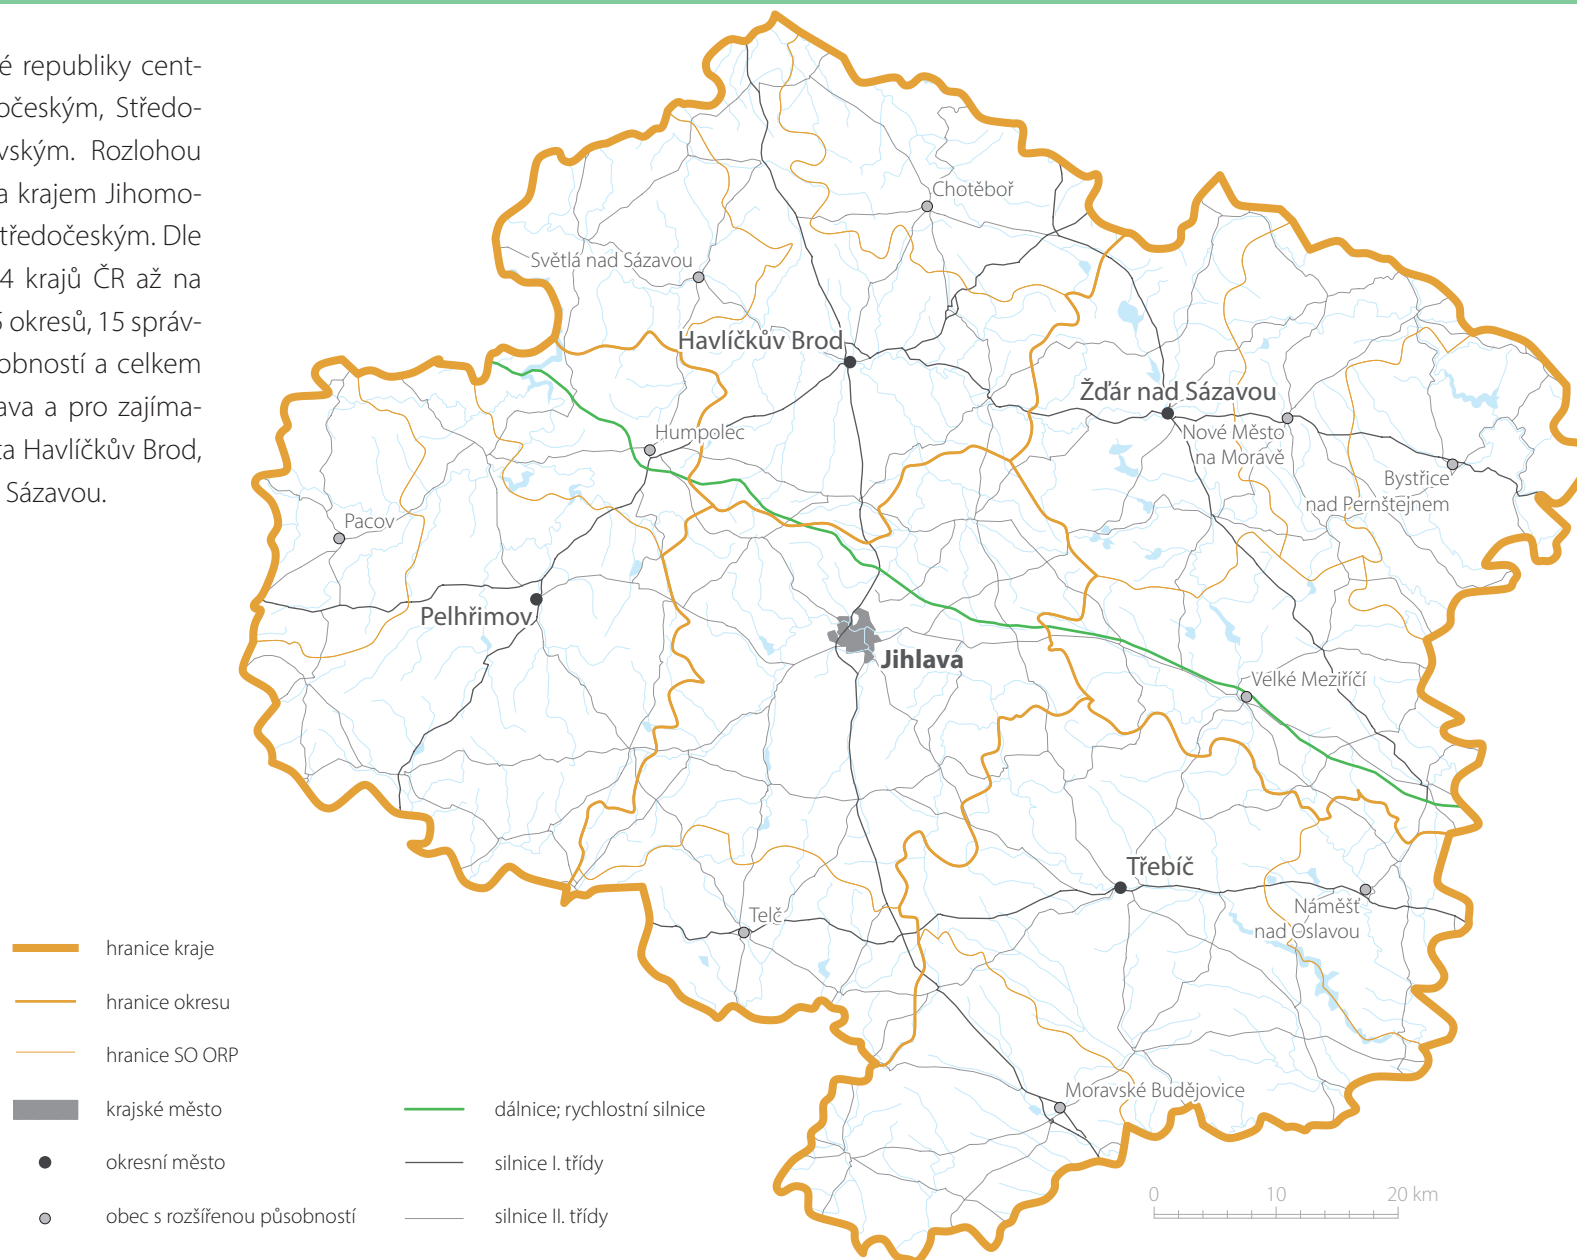 é republiky cent-
očeským, Středo-
vským. Rozlohou
a krajem Jihomo-
tředočeským. Dle
4 krajů ČR až na
5 okresů, 15 správ-
obností a celkem
ava a pro zajíma-
ta Havlíčkův Brod,
Sázavou.
Chotěboř
Světlá nad Sázavou
Havlíčkův Brod
Žďár nad Sázavou
Humpolec
Nové Město
na Moravě
Bystřice
nad Pernštejnem
Pacov
Pelhřimov
Jihlava
Velké Meziříčí
Třebíč
Náměšť
nad Oslavou
Telč
Moravské Budějovice
hranice kraje
hranice okresu
hranice SO ORP
krajské město
okresní město
obec s rozšířenou působností
dálnice; rychlostní silnice
silnice I. třídy
silnice II. třídy
0 10 20 km